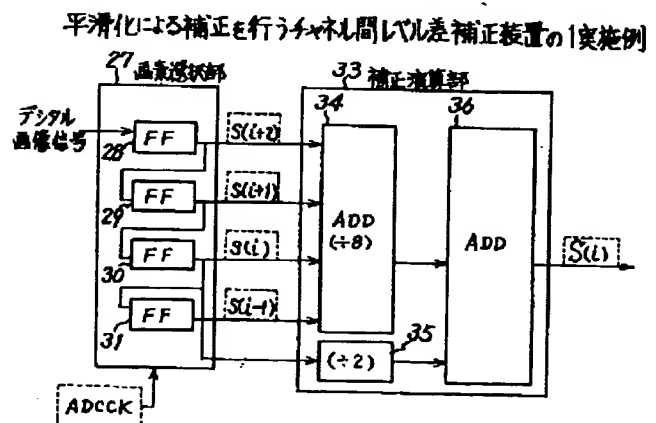 平滑化による補正を行うチャネル間レベル差補正装置の1実施例
27 画素選択部
33 補正演算部
デジタル
画像信号
28 FF
S(i+2)
34
36
29 FF
S(i+1)
ADD
(÷8)
ADD
30 FF
S(i)
S̃(i)
31 FF
S(i-1)
35
(÷2)
ADCCK